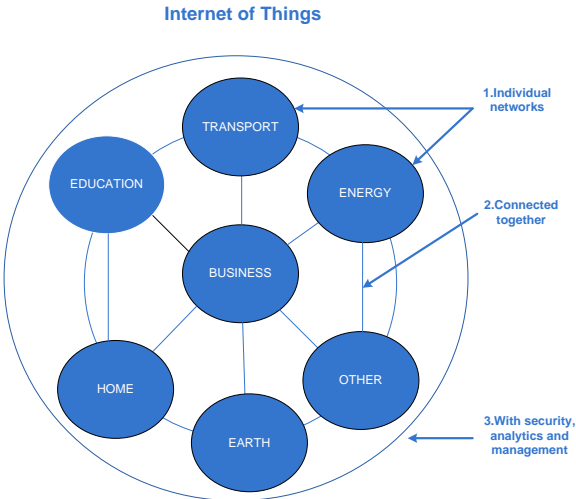 Internet of Things
1.Individual
networks
TRANSPORT
EDUCATION
ENERGY
2.Connected
together
BUSINESS
HOME
OTHER
EARTH
3.With security,
analytics and
management